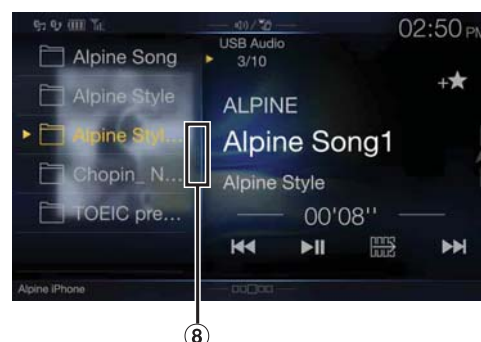 02:50 PM
USB Audio
3/10
Alpine Song
Alpine Style
Alpine Styl...
Chopin_ N...
TOEIC pre...
ALPINE
Alpine Song1
Alpine Style
00'08''
Alpine iPhone
8